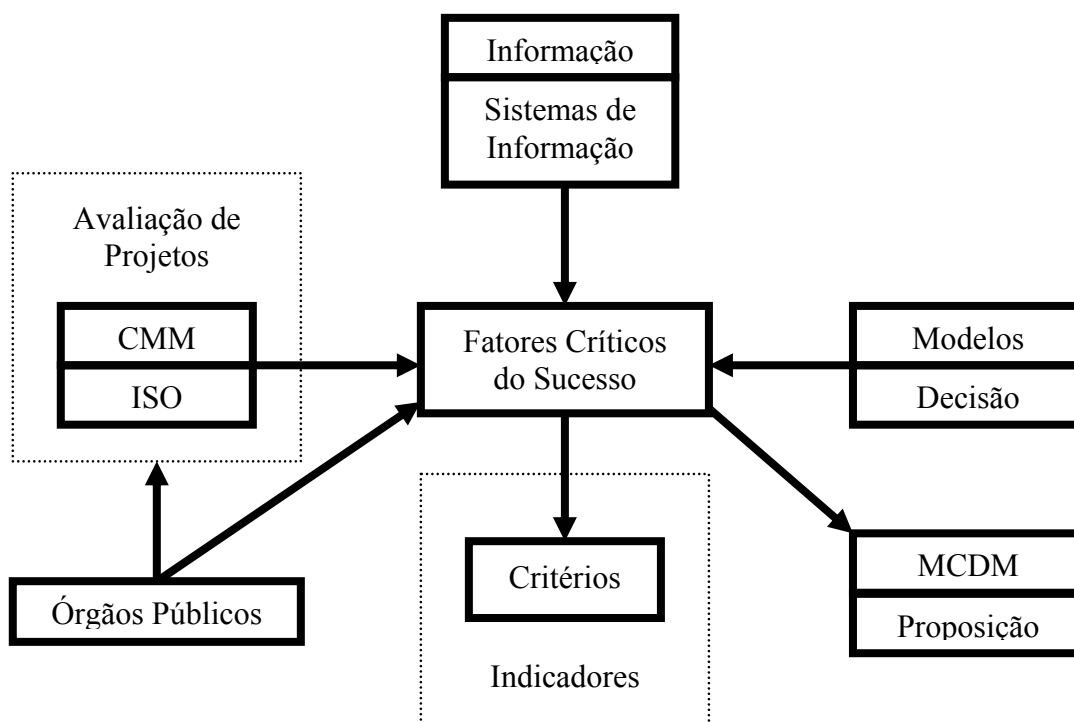 Informação
Sistemas de
Informação
Avaliação de
Projetos
CMM
ISO
Fatores Críticos
do Sucesso
Modelos
Decisão
Órgãos Públicos
Critérios
Indicadores
MCDM
Proposição